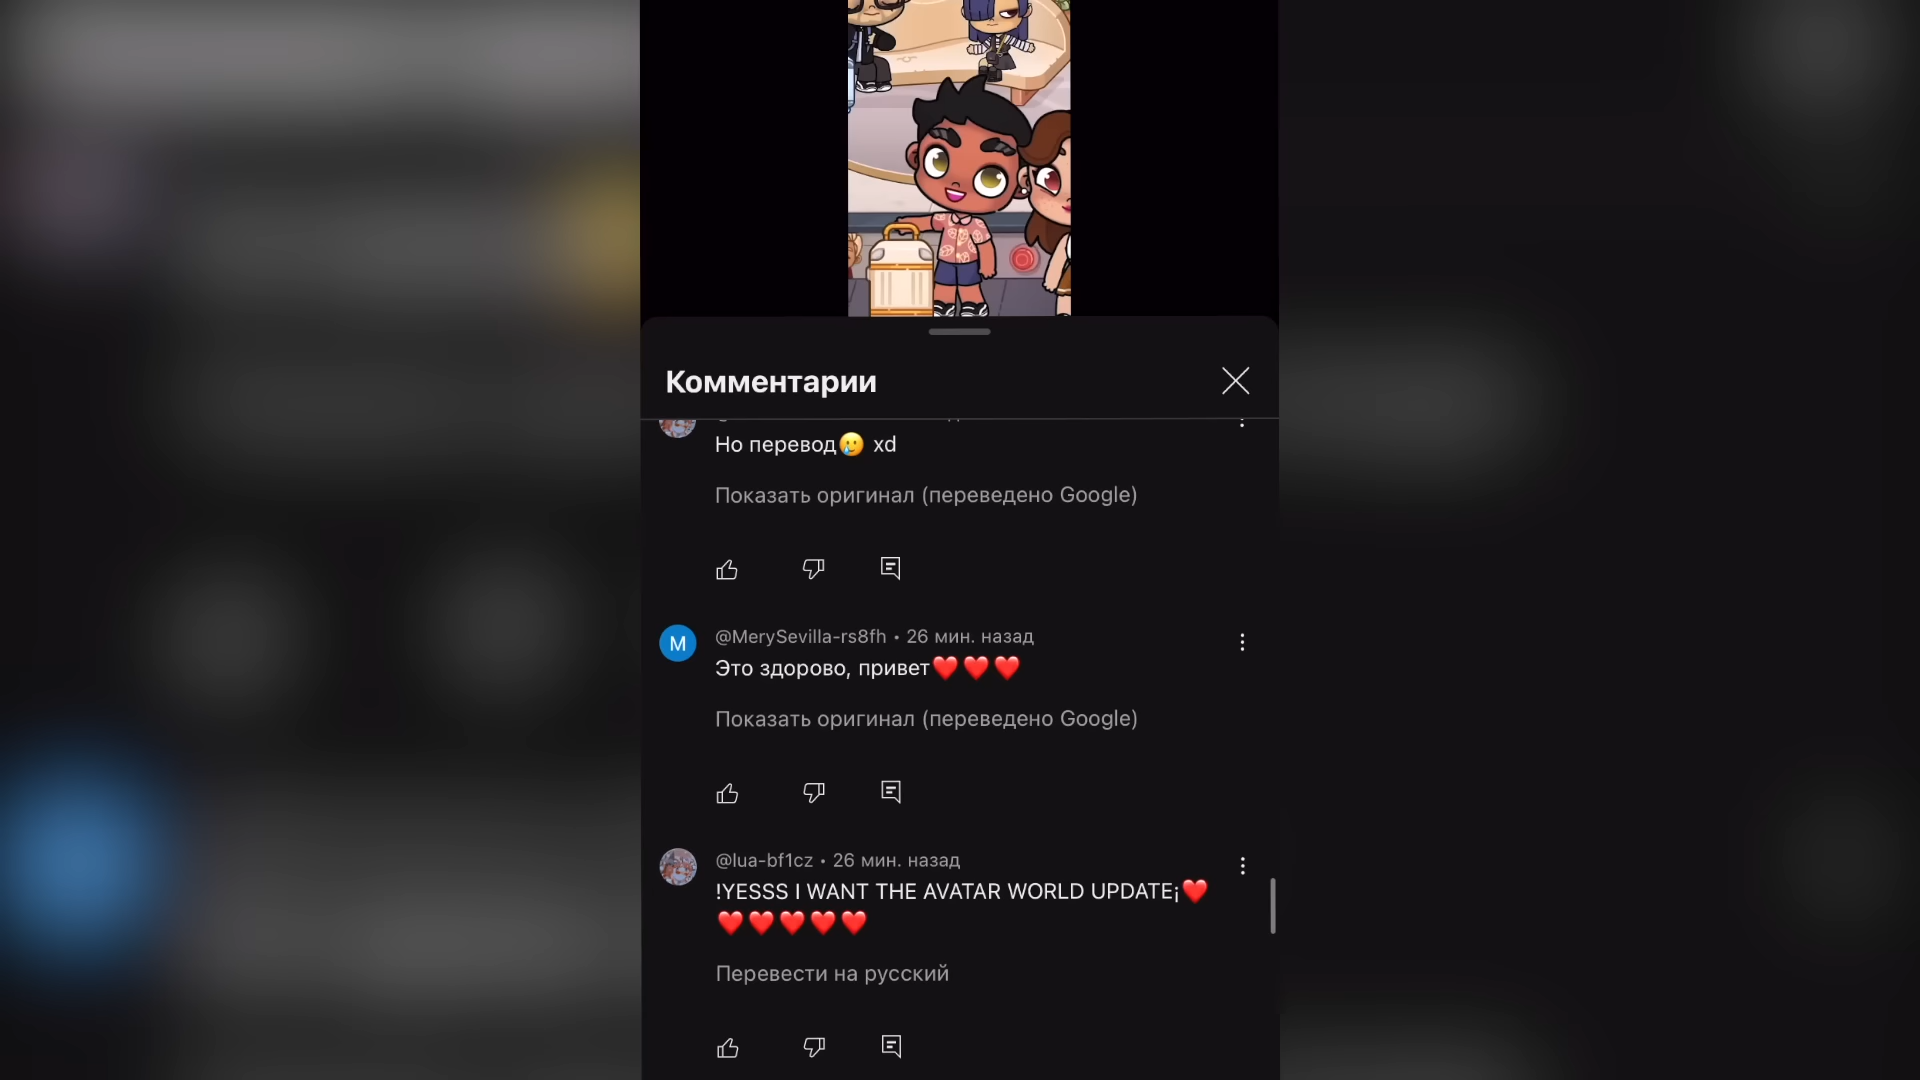 Комментарии
Но перевод🥲 xd
Показать оригинал (переведено Google)
M
@MerySevilla-rs8fh • 26 мин. назад
Это здорово, привет❤️❤️❤️
Показать оригинал (переведено Google)
@lua-bf1cz • 26 мин. назад
!YESSS I WANT THE AVATAR WORLD UPDATE¡❤️
❤️❤️❤️❤️❤️
Перевести на русский